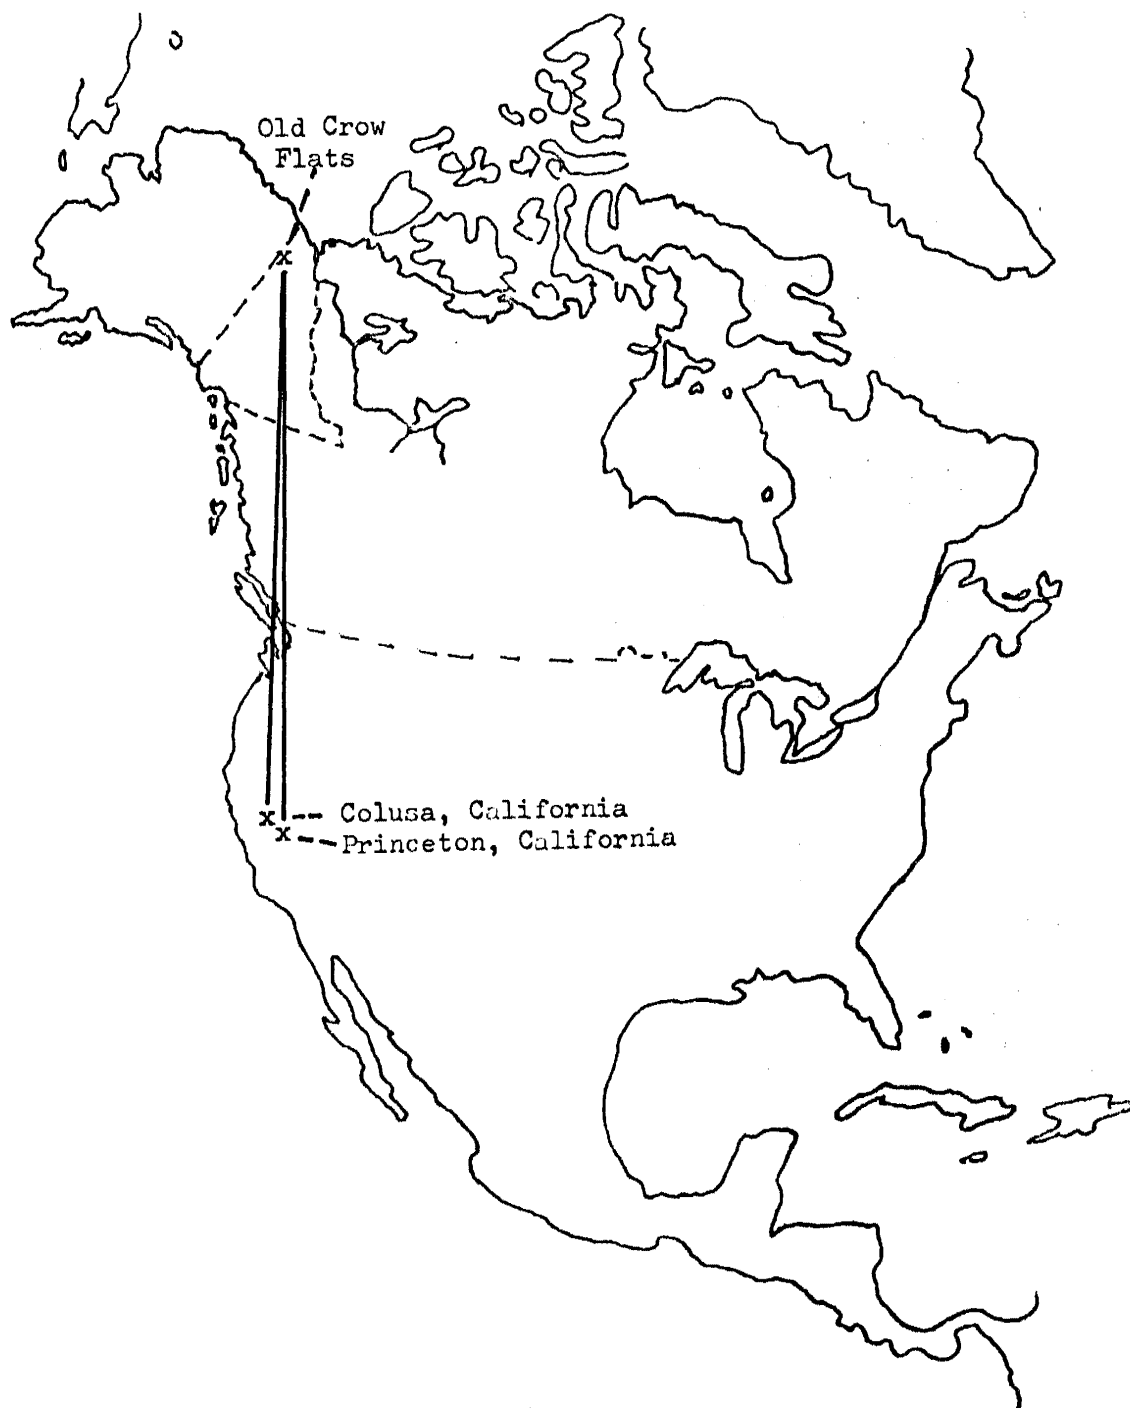 Old Crow
Flats
x
x -- Colusa, California
x --Princeton, California